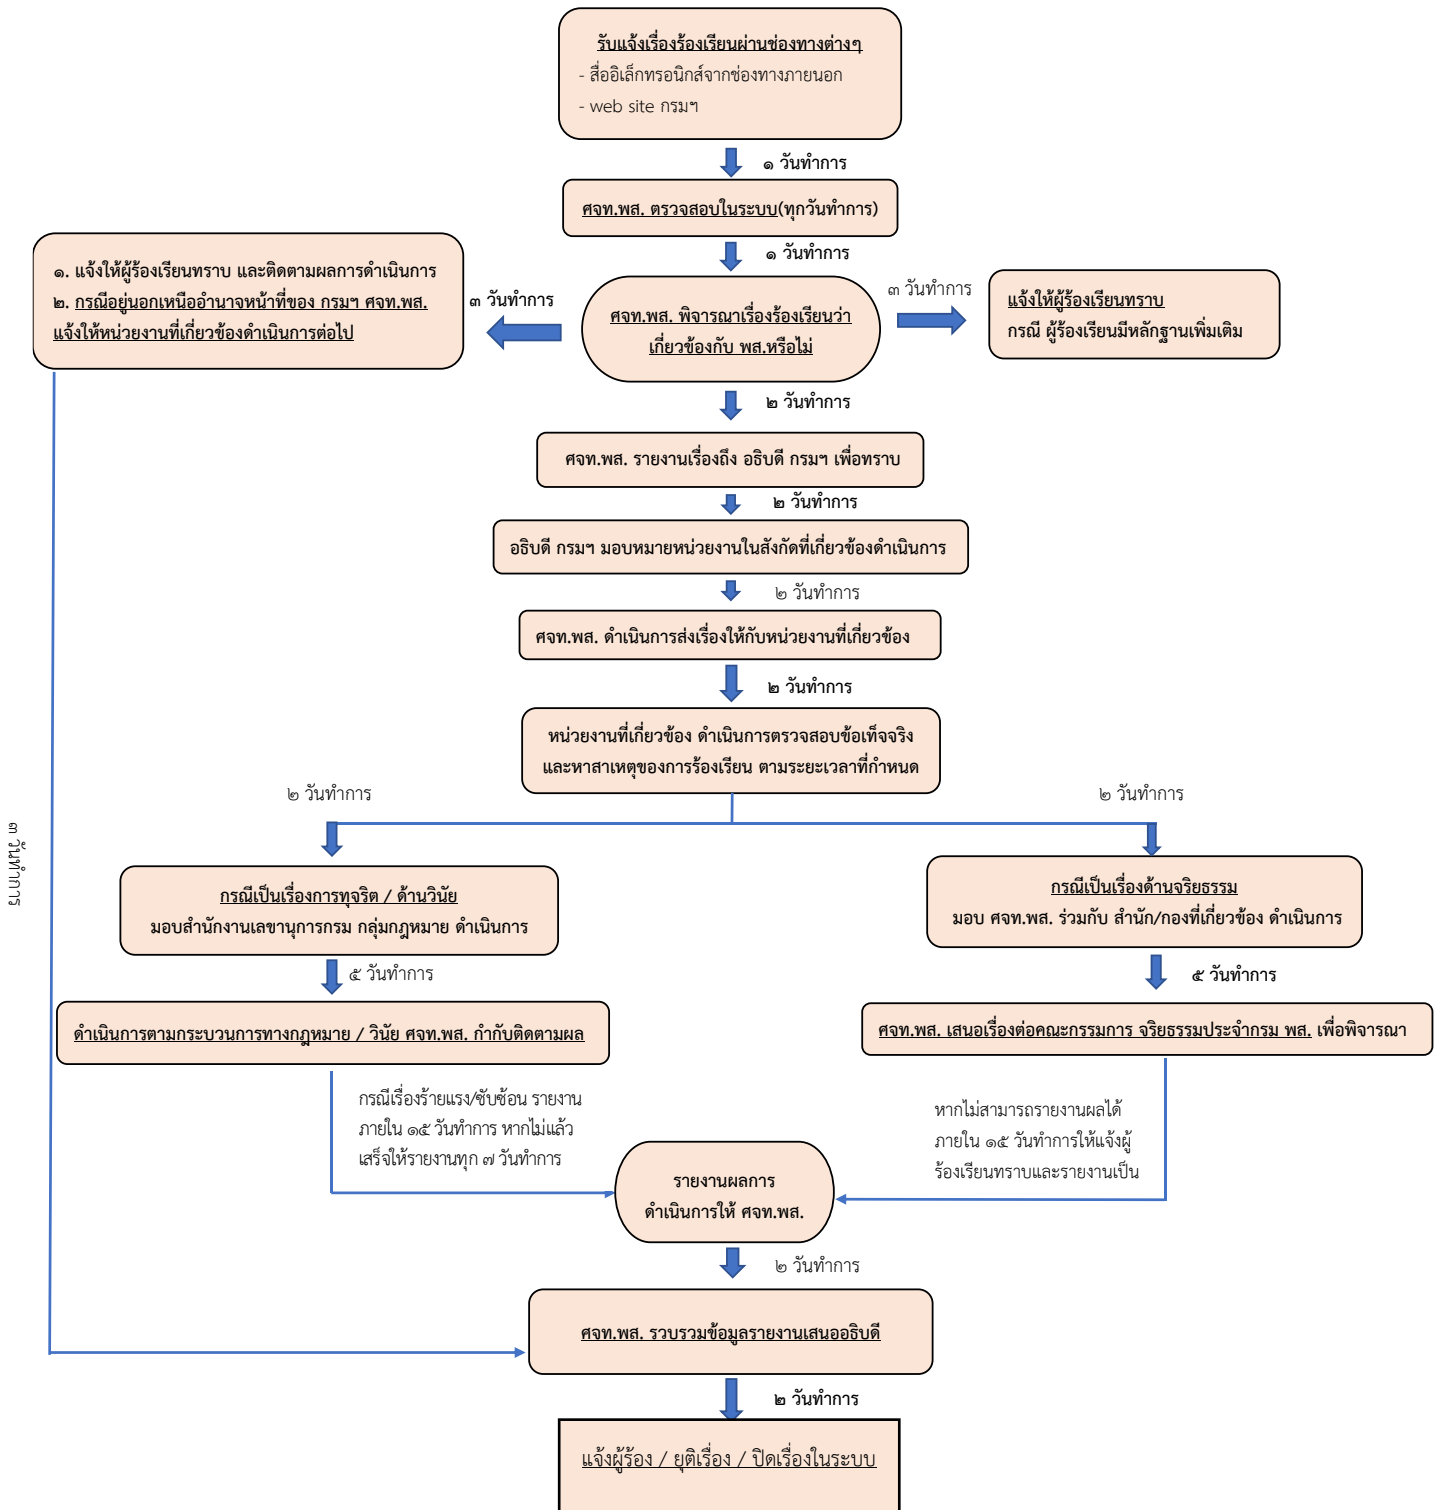 รับแจ้งเรื่องร้องเรียนผ่านช่องทางต่างๆ
- สื่ออิเล็กทรอนิกส์จากช่องทางภายนอก
- web site กรมฯ
๑ วันทำการ
ศจท.พส. ตรวจสอบในระบบ(ทุกวันทำการ)
๑ วันทำการ
๑. แจ้งให้ผู้ร้องเรียนทราบ และติดตามผลการดำเนินการ
๒. กรณีอยู่นอกเหนืออำนาจหน้าที่ของ กรมฯ ศจท.พส.
แจ้งให้หน่วยงานที่เกี่ยวข้องดำเนินการต่อไป
๓ วันทำการ
ศจท.พส. พิจารณาเรื่องร้องเรียนว่า
เกี่ยวข้องกับ พส.หรือไม่
๓ วันทำการ
แจ้งให้ผู้ร้องเรียนทราบ
กรณี ผู้ร้องเรียนมีหลักฐานเพิ่มเติม
๒ วันทำการ
ศจท.พส. รายงานเรื่องถึง อธิบดี กรมฯ เพื่อทราบ
๒ วันทำการ
อธิบดี กรมฯ มอบหมายหน่วยงานในสังกัดที่เกี่ยวข้องดำเนินการ
๒ วันทำการ
ศจท.พส. ดำเนินการส่งเรื่องให้กับหน่วยงานที่เกี่ยวข้อง
๒ วันทำการ
หน่วยงานที่เกี่ยวข้อง ดำเนินการตรวจสอบข้อเท็จจริง
และหาสาเหตุของการร้องเรียน ตามระยะเวลาที่กำหนด
๒ วันทำการ
๒ วันทำการ
๓ วันทำการ
กรณีเป็นเรื่องการทุจริต / ด้านวินัย
มอบสำนักงานเลขานุการกรม กลุ่มกฎหมาย ดำเนินการ
กรณีเป็นเรื่องด้านจริยธรรม
มอบ ศจท.พส. ร่วมกับ สำนัก/กองที่เกี่ยวข้อง ดำเนินการ
๕ วันทำการ
๕ วันทำการ
ดำเนินการตามกระบวนการทางกฎหมาย / วินัย ศจท.พส. กำกับติดตามผล
ศจท.พส. เสนอเรื่องต่อคณะกรรมการ จริยธรรมประจำกรม พส. เพื่อพิจารณา
กรณีเรื่องร้ายแรง/ซับซ้อน รายงาน
ภายใน ๑๕ วันทำการ หากไม่แล้ว
เสร็จให้รายงานทุก ๗ วันทำการ
หากไม่สามารถรายงานผลได้
ภายใน ๑๕ วันทำการให้แจ้งผู้
ร้องเรียนทราบและรายงานเป็น
รายงานผลการ
ดำเนินการให้ ศจท.พส.
๒ วันทำการ
ศจท.พส. รวบรวมข้อมูลรายงานเสนออธิบดี
๒ วันทำการ
แจ้งผู้ร้อง / ยุติเรื่อง / ปิดเรื่องในระบบ